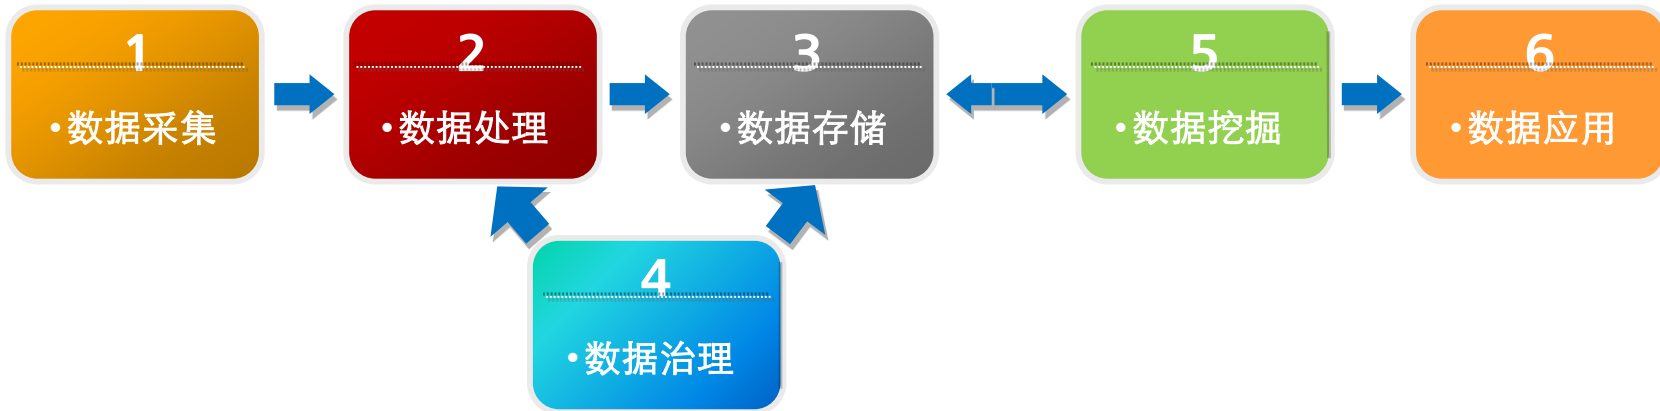 1
• 数据采集
2
• 数据处理
3
• 数据存储
5
• 数据挖掘
6
• 数据应用
4
• 数据治理